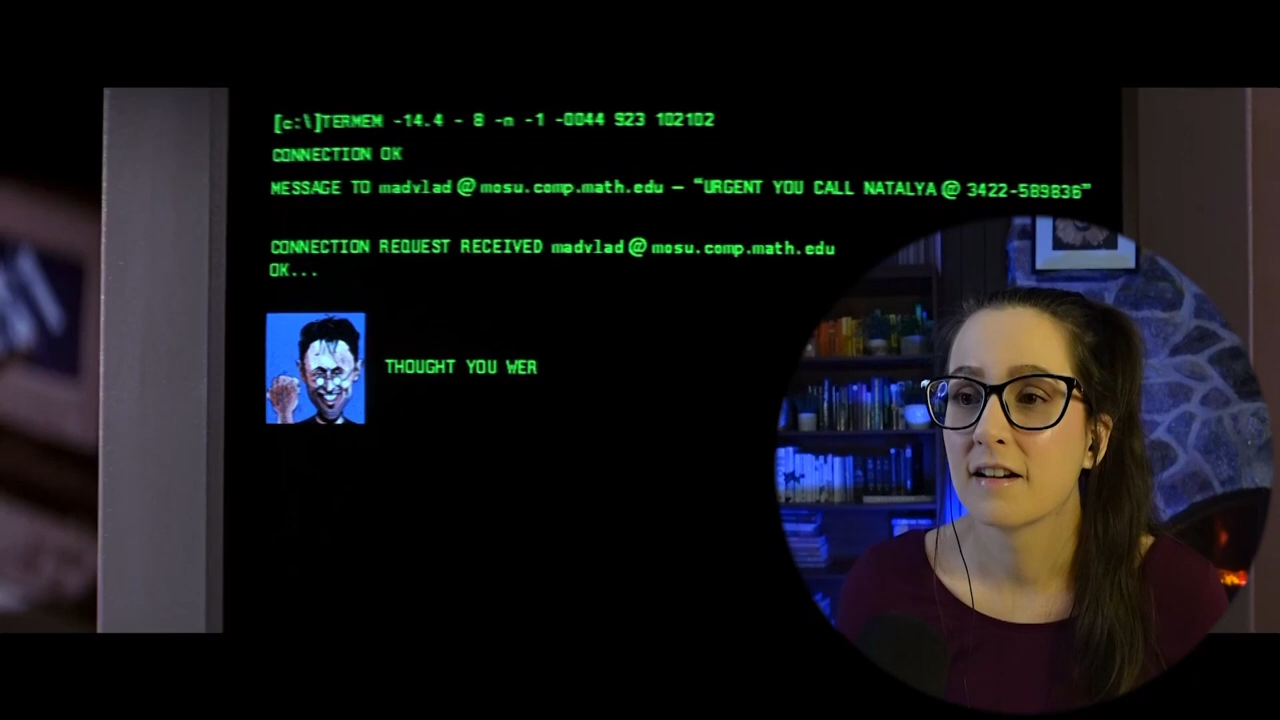 [c:\]TERMEM -14.4 - 8 -n -1 -0044 923 102102
CONNECTION OK
MESSAGE TO madvlad@mosu.comp.math.edu – “URGENT YOU CALL NATALYA@3422-589836”
CONNECTION REQUEST RECEIVED madvlad@mosu.comp.math.edu
OK...
THOUGHT YOU WER